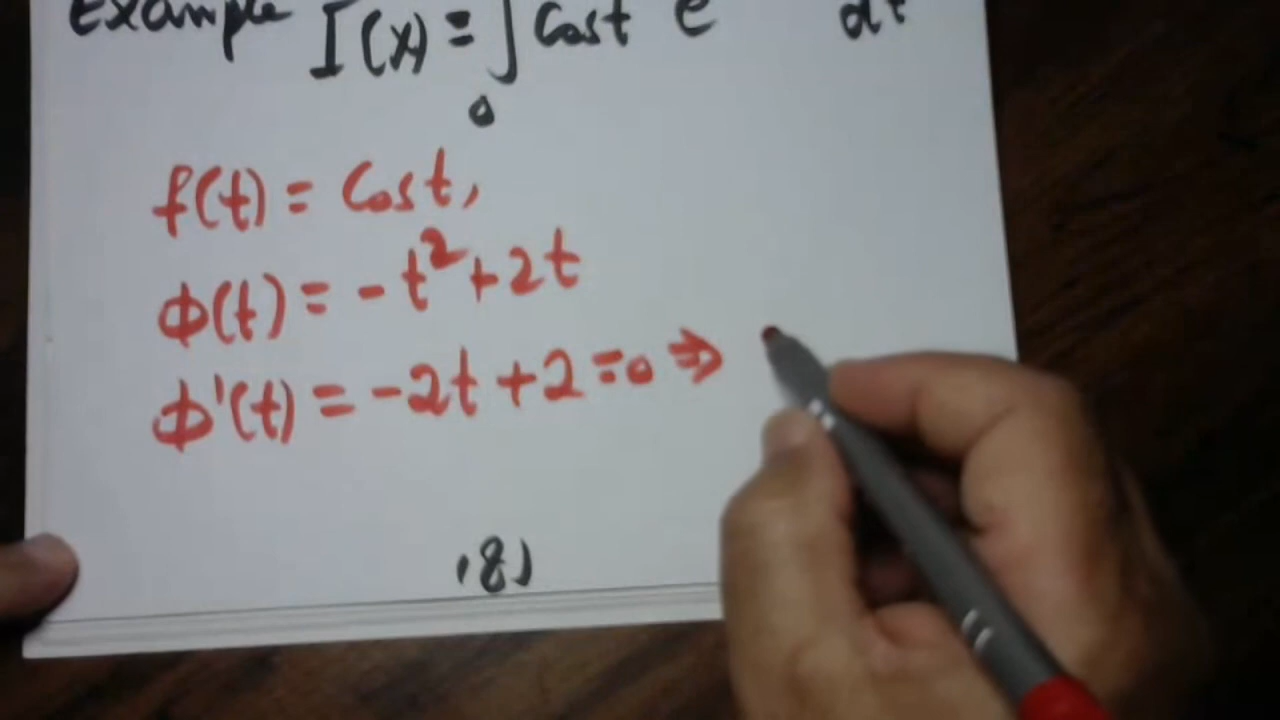 Example I(x) = ∫₀ Cost e dt
f(t) = Cost,
ϕ(t) = -t² + 2t
ϕ'(t) = -2t + 2 = 0 ⇒
(8)